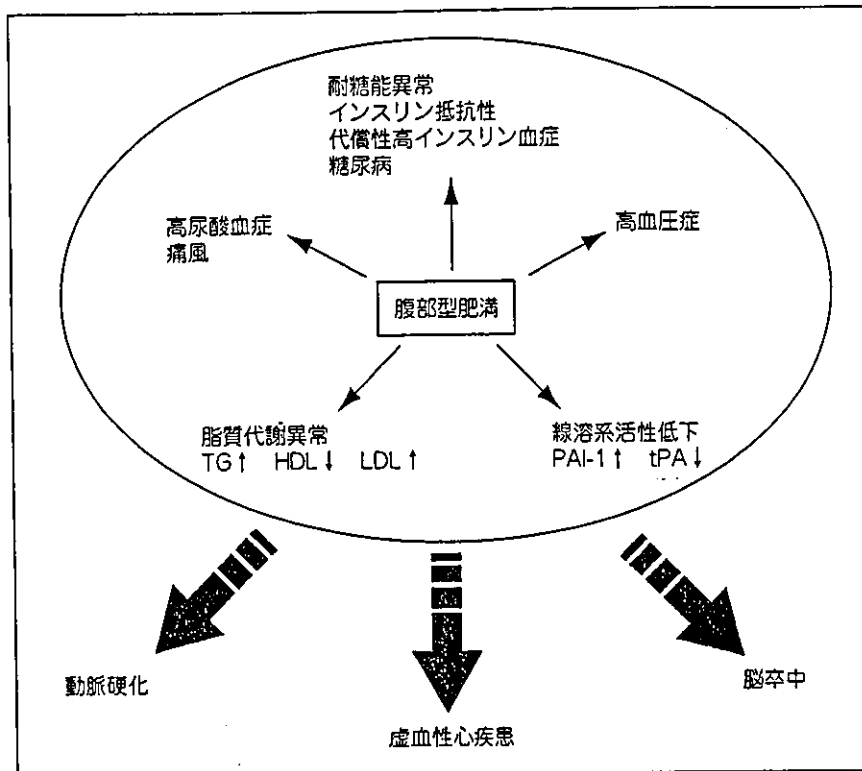 耐糖能異常
インスリン抵抗性
代償性高インスリン血症
糖尿病
高尿酸血症
痛風
高血圧症
腹部型肥満
脂質代謝異常
TG↑ HDL↓ LDL↑
線溶系活性低下
PAI-1↑ tPA↓
動脈硬化
脳卒中
虚血性心疾患